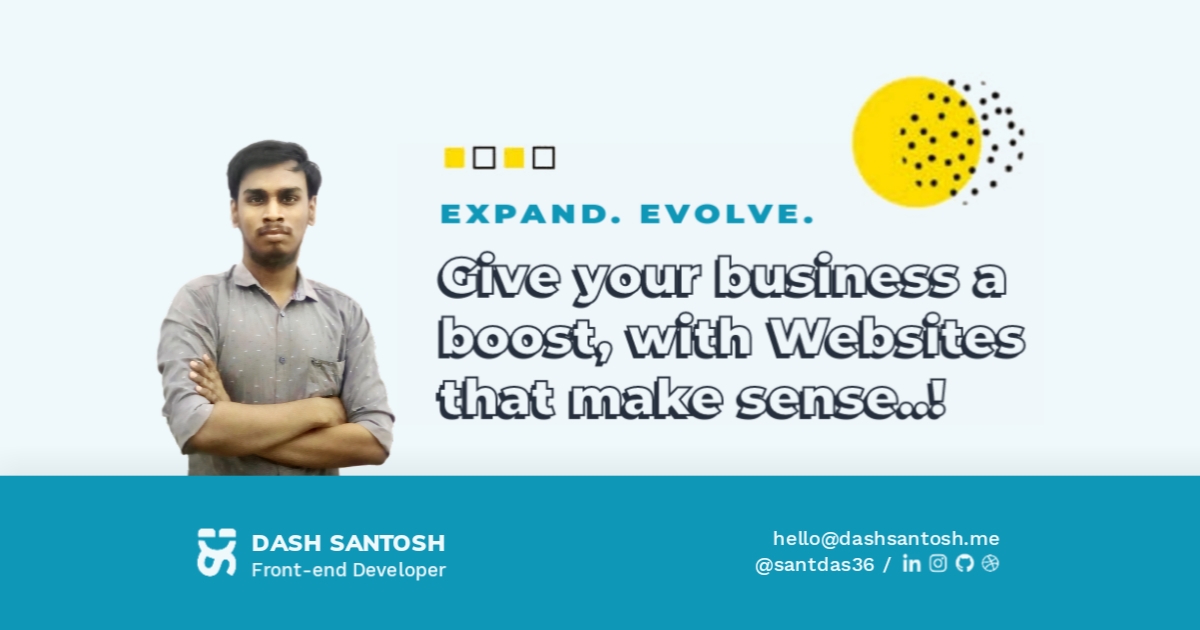 EXPAND. EVOLVE.
Give your business a
boost, with Websites
that make sense..!
DASH SANTOSH
Front-end Developer
hello@dashsantosh.me
@santdas36 / in